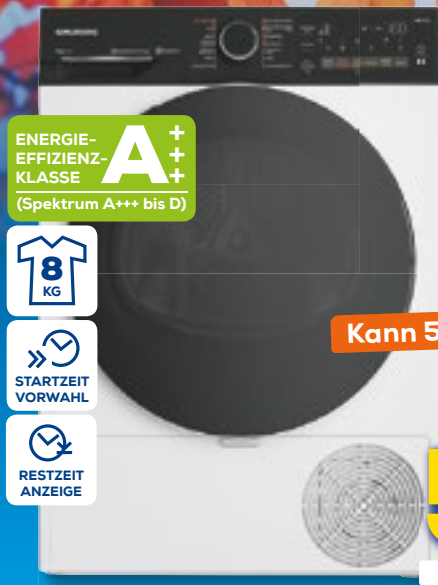 GRUNDIG
ENERGIE-
EFFIZIENZ-
KLASSE
A+++
(Spektrum A+++ bis D)
8
KG
STARTZEIT
VORWAHL
RESTZEIT
ANZEIGE
Kann 5